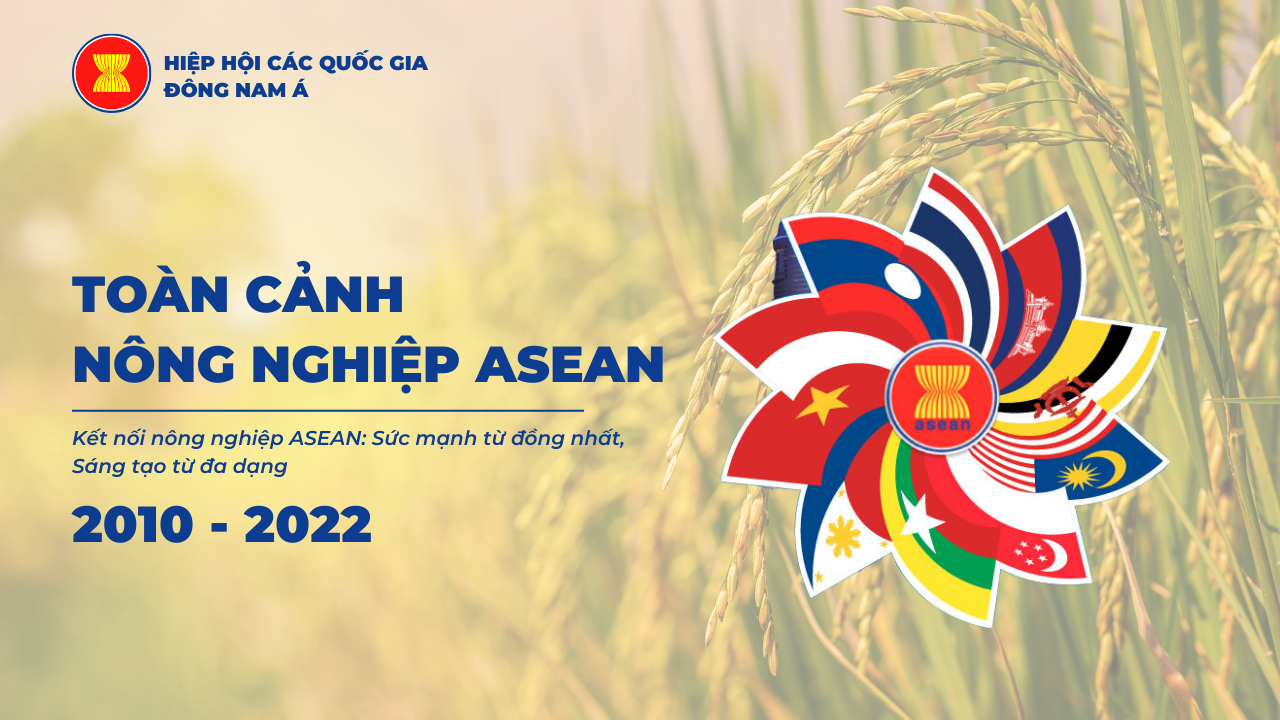 HIỆP HỘI CÁC QUỐC GIA
ĐÔNG NAM Á
TOÀN CẢNH
NÔNG NGHIỆP ASEAN
Kết nối nông nghiệp ASEAN: Sức mạnh từ đồng nhất,
Sáng tạo từ đa dạng
2010 - 2022
asean